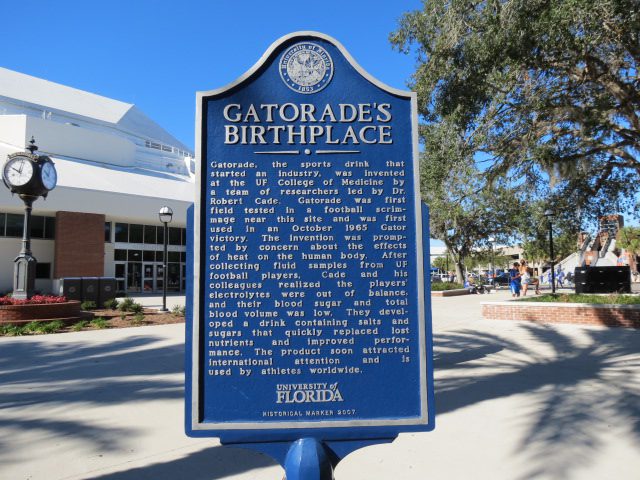 University of Florida
1853
GATORADE'S
BIRTHPLACE
Gatorade, the sports drink that
started an industry, was invented
at the UF College of Medicine by
a team of researchers led by Dr.
Robert Cade. Gatorade was first
field tested in a football scrim-
mage near this site and was first
used in an October 1965 Gator
victory. The invention was promp-
ted by concern about the effects
of heat on the human body. After
collecting fluid samples from UF
football players, Cade and his
colleagues realized the players'
electrolytes were out of balance,
and their blood sugar and total
blood volume was low. They devel-
oped a drink containing salts and
sugars that quickly replaced lost
nutrients and improved perfor-
mance. The product soon attracted
international attention and is
used by athletes worldwide.
UNIVERSITY of
FLORIDA
HISTORICAL MARKER 2007